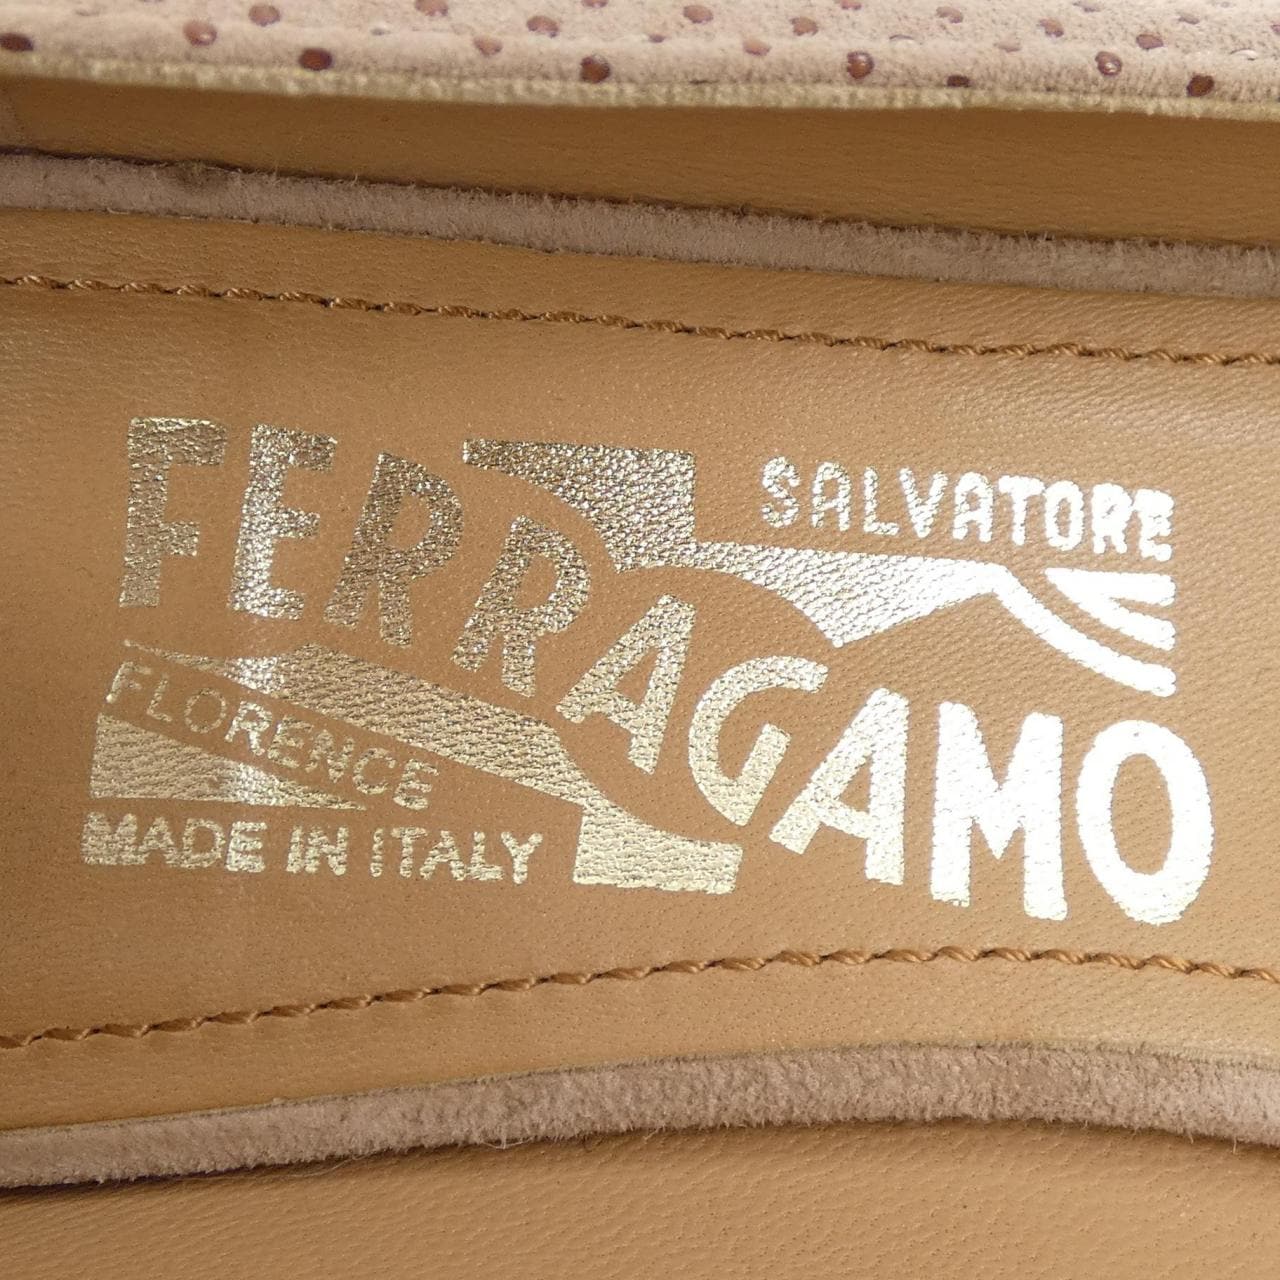 SALVATORE
FERRAGAMO
FLORENCE
MADE IN ITALY